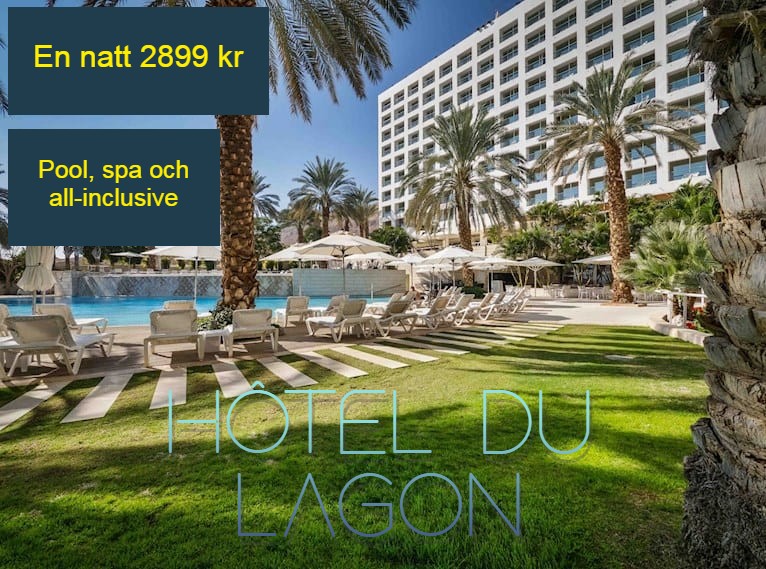 En natt 2899 kr
Pool, spa och
all-inclusive
HÔTEL DU
LAGON